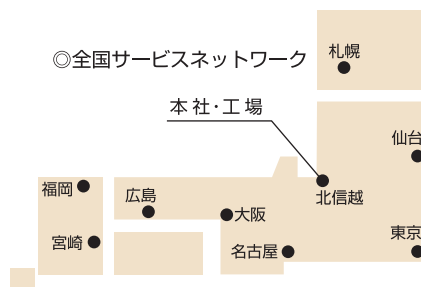 ◎全国サービスネットワーク
札幌
本社・工場
仙台
福岡
広島
北信越
大阪
東京
宮崎
名古屋